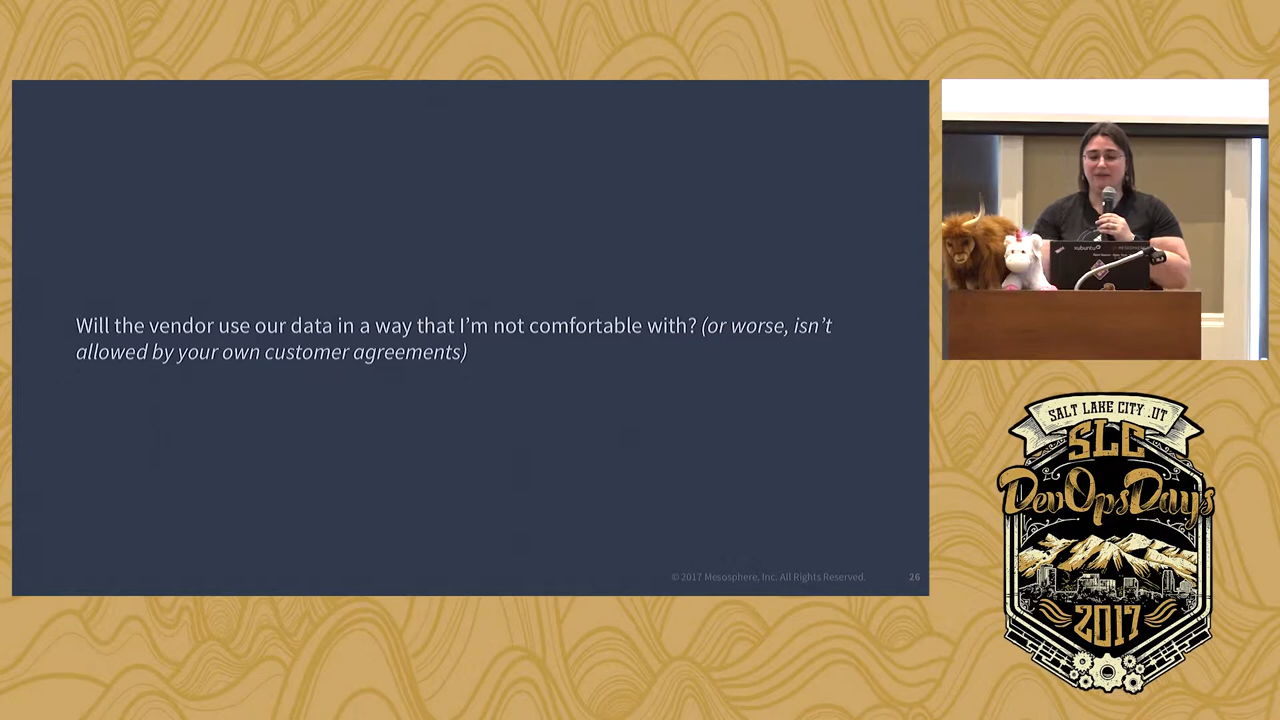 Will the vendor use our data in a way that I’m not comfortable with? (or worse, isn’t
allowed by your own customer agreements)
© 2017 Mesosphere, Inc. All Rights Reserved.
26
xubuntu
SALT LAKE CITY .UT
SLC
DevOpsDays
2017